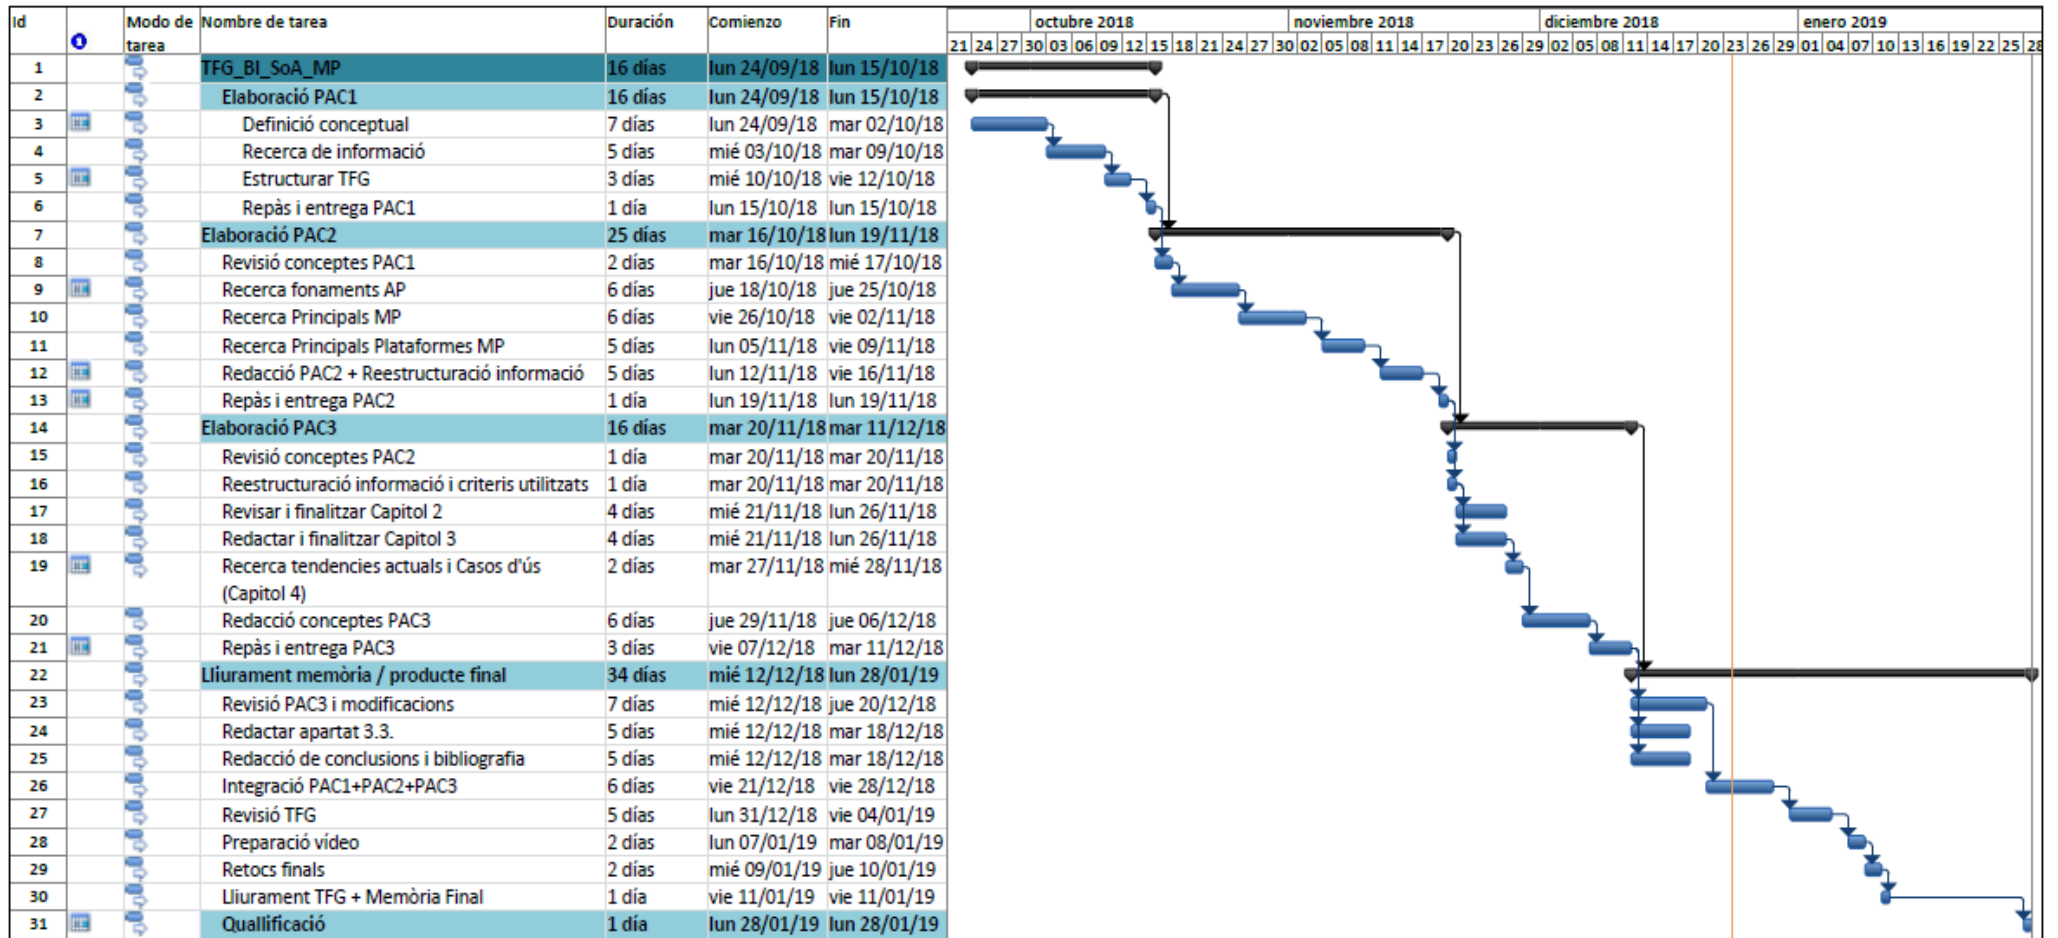 Id Modo de tarea Nombre de tarea Duración Comienzo Fin octubre 2018 noviembre 2018 diciembre 2018 enero 2019
21 24 27 30 03 06 09 12 15 18 21 24 27 30 02 05 08 11 14 17 20 23 26 29 02 05 08 11 14 17 20 23 26 29 01 04 07 10 13 16 19 22 25 28
1 TFG_BI_SoA_MP 16 días lun 24/09/18 lun 15/10/18
2 Elaboració PAC1 16 días lun 24/09/18 lun 15/10/18
3 Definició conceptual 7 días lun 24/09/18 mar 02/10/18
4 Recerca de informació 5 días mié 03/10/18 mar 09/10/18
5 Estructurar TFG 3 días mié 10/10/18 vie 12/10/18
6 Repàs i entrega PAC1 1 día lun 15/10/18 lun 15/10/18
7 Elaboració PAC2 25 días mar 16/10/18 lun 19/11/18
8 Revisió conceptes PAC1 2 días mar 16/10/18 mié 17/10/18
9 Recerca fonaments AP 6 días jue 18/10/18 jue 25/10/18
10 Recerca Principals MP 6 días vie 26/10/18 vie 02/11/18
11 Recerca Principals Plataformes MP 5 días lun 05/11/18 vie 09/11/18
12 Redacció PAC2 + Reestructuració informació 5 días lun 12/11/18 vie 16/11/18
13 Repàs i entrega PAC2 1 día lun 19/11/18 lun 19/11/18
14 Elaboració PAC3 16 días mar 20/11/18 mar 11/12/18
15 Revisió conceptes PAC2 1 día mar 20/11/18 mar 20/11/18
16 Reestructuració informació i criteris utilitzats 1 día mar 20/11/18 mar 20/11/18
17 Revisar i finalitzar Capitol 2 4 días mié 21/11/18 lun 26/11/18
18 Redactar i finalitzar Capitol 3 4 días mié 21/11/18 lun 26/11/18
19 Recerca tendencies actuals i Casos d'ús 2 días mar 27/11/18 mié 28/11/18
(Capitol 4)
20 Redacció conceptes PAC3 6 días jue 29/11/18 jue 06/12/18
21 Repàs i entrega PAC3 3 días vie 07/12/18 mar 11/12/18
22 Lliurament memòria / producte final 34 días mié 12/12/18 lun 28/01/19
23 Revisió PAC3 i modificacions 7 días mié 12/12/18 jue 20/12/18
24 Redactar apartat 3.3. 5 días mié 12/12/18 mar 18/12/18
25 Redacció de conclusions i bibliografia 5 días mié 12/12/18 mar 18/12/18
26 Integració PAC1+PAC2+PAC3 6 días vie 21/12/18 vie 28/12/18
27 Revisió TFG 5 días lun 31/12/18 vie 04/01/19
28 Preparació vídeo 2 días lun 07/01/19 mar 08/01/19
29 Retocs finals 2 días mié 09/01/19 jue 10/01/19
30 Lliurament TFG + Memòria Final 1 día vie 11/01/19 vie 11/01/19
31 Quallificació 1 día lun 28/01/19 lun 28/01/19